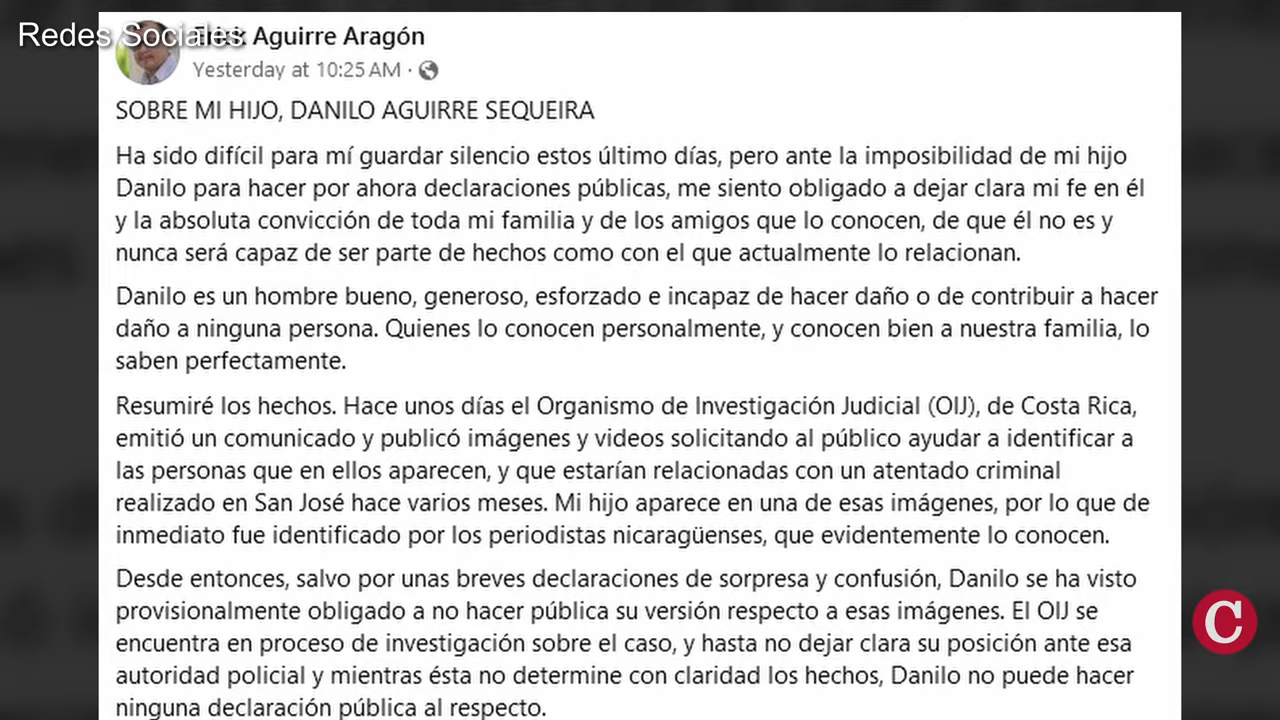 Redes Sociales
Aguirre Aragón
Yesterday at 10:25 AM ·
SOBRE MI HIJO, DANILO AGUIRRE SEQUEIRA
Ha sido difícil para mí guardar silencio estos último días, pero ante la imposibilidad de mi hijo
Danilo para hacer por ahora declaraciones públicas, me siento obligado a dejar clara mi fe en él
y la absoluta convicción de toda mi familia y de los amigos que lo conocen, de que él no es y
nunca será capaz de ser parte de hechos como con el que actualmente lo relacionan.
Danilo es un hombre bueno, generoso, esforzado e incapaz de hacer daño o de contribuir a hacer
daño a ninguna persona. Quienes lo conocen personalmente, y conocen bien a nuestra familia, lo
saben perfectamente.
Resumiré los hechos. Hace unos días el Organismo de Investigación Judicial (OIJ), de Costa Rica,
emitió un comunicado y publicó imágenes y videos solicitando al público ayudar a identificar a
las personas que en ellos aparecen, y que estarían relacionadas con un atentado criminal
realizado en San José hace varios meses. Mi hijo aparece en una de esas imágenes, por lo que de
inmediato fue identificado por los periodistas nicaragüenses, que evidentemente lo conocen.
Desde entonces, salvo por unas breves declaraciones de sorpresa y confusión, Danilo se ha visto
provisionalmente obligado a no hacer pública su versión respecto a esas imágenes. El OIJ se
encuentra en proceso de investigación sobre el caso, y hasta no dejar clara su posición ante esa
autoridad policial y mientras ésta no determine con claridad los hechos, Danilo no puede hacer
ninguna declaración pública al respecto.
C